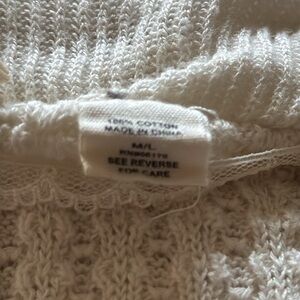 100% COTTON
MADE IN CHINA
M/L
SEE REVERSE
FOR CARE